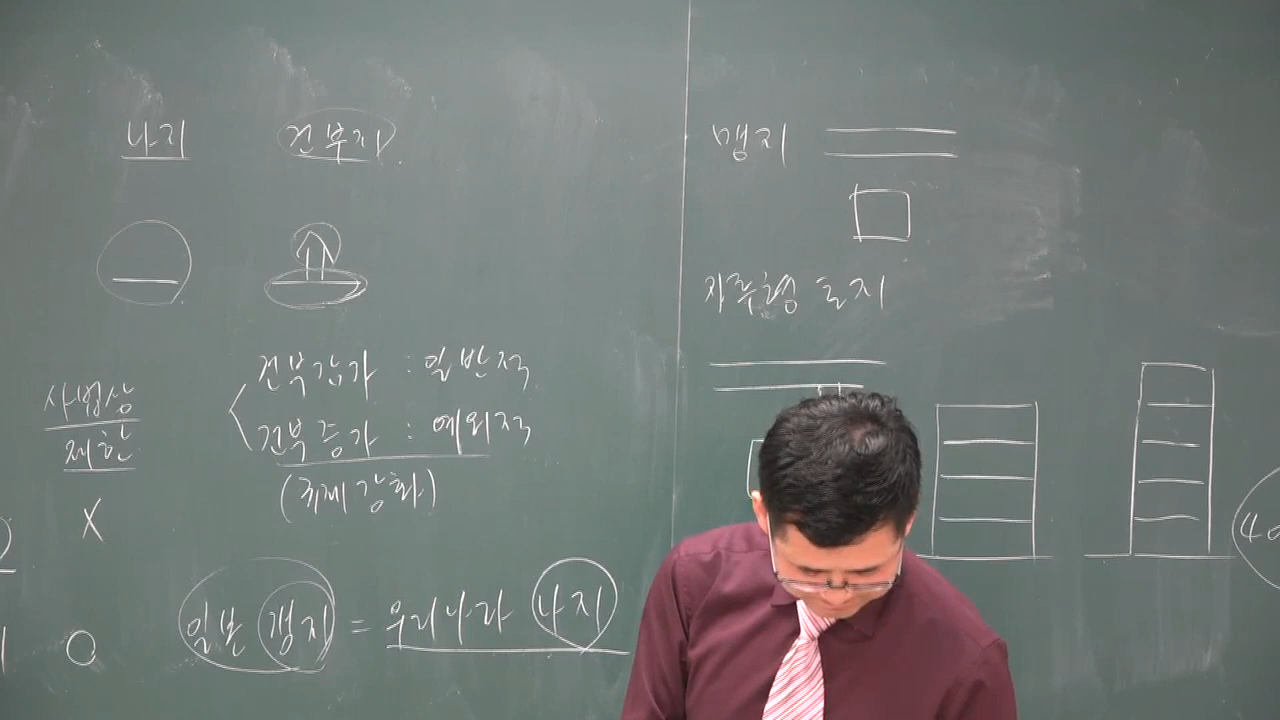 나지 건부지
사법상
제한
X
건부감가 : 일반적
건부증가 : 예외적
(규제강화)
일본 갱지 = 우리나라 나지
맹지
자루형 토지